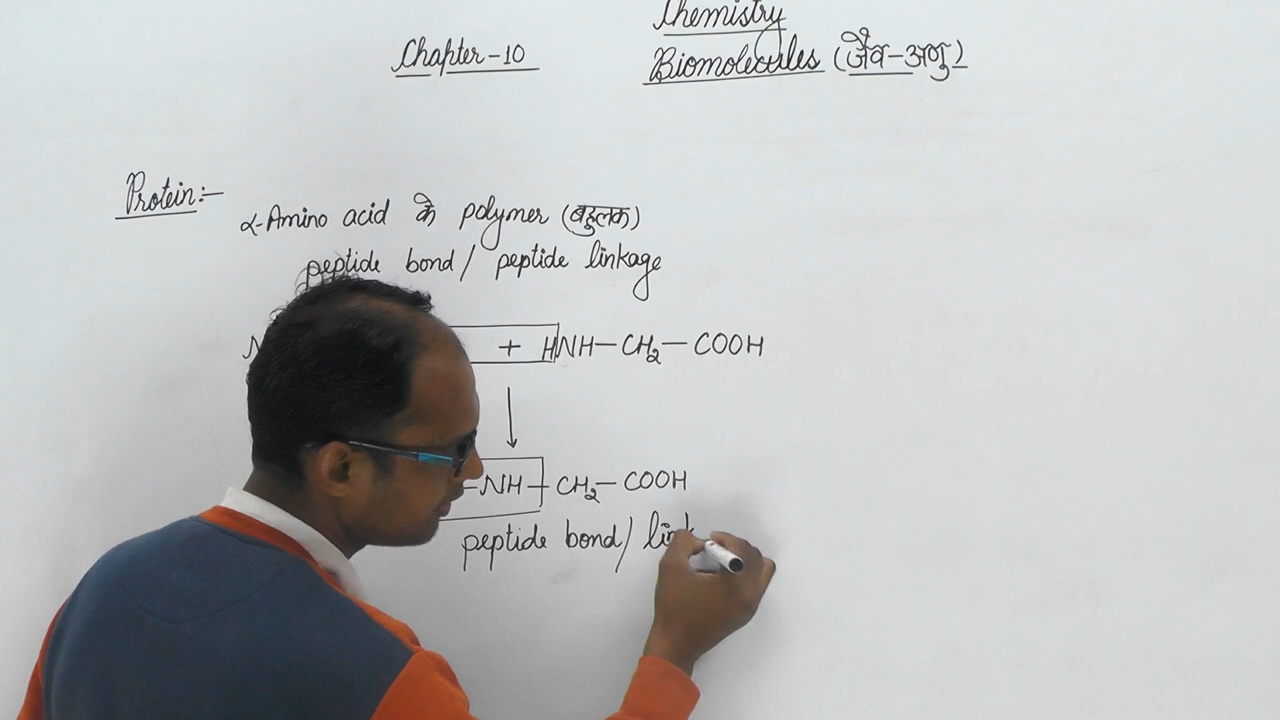 Chemistry
Chapter-10
Biomolecules (जैव-अणु)
Protein:-
α-Amino acid के polymer (बहुलक)
peptide bond/ peptide linkage
+ HNH-CH2-COOH
-NH-CH2-COOH
peptide bond/